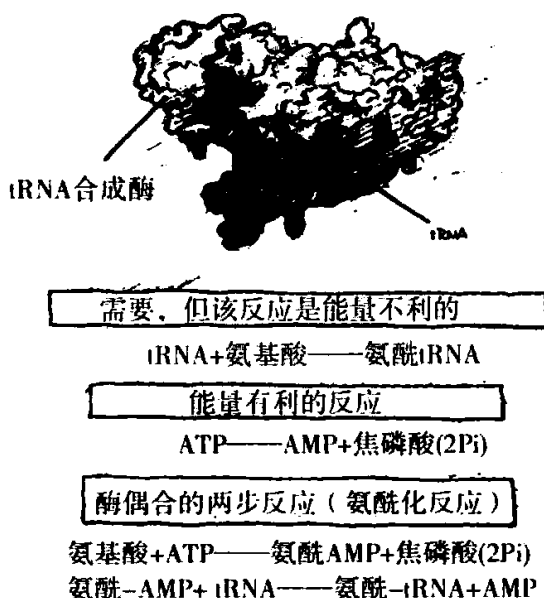 tRNA合成酶
tRNA
需要，但该反应是能量不利的
tRNA+氨基酸——氨酰tRNA
能量有利的反应
ATP——AMP+焦磷酸(2Pi)
酶偶合的两步反应（氨酰化反应）
氨基酸+ATP——氨酰AMP+焦磷酸(2Pi)
氨酰-AMP+ tRNA——氨酰-tRNA+AMP